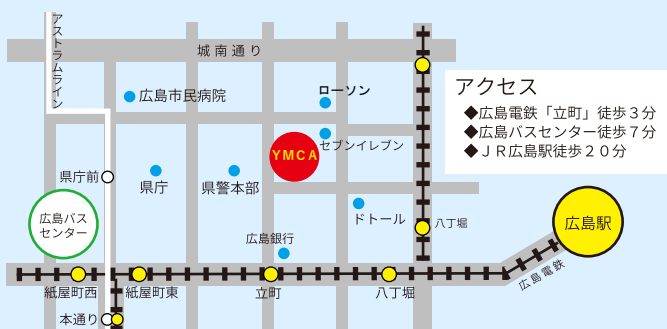 アストラムライン
城南通り
広島市民病院
ローソン
アクセス
◆広島電鉄「立町」徒歩３分
◆広島バスセンター徒歩７分
◆ＪＲ広島駅徒歩２０分
セブンイレブン
YMCA
県庁前
県庁
県警本部
広島バス
センター
ドトール
八丁堀
広島駅
広島銀行
広島電鉄
紙屋町西
紙屋町東
立町
八丁堀
本通り